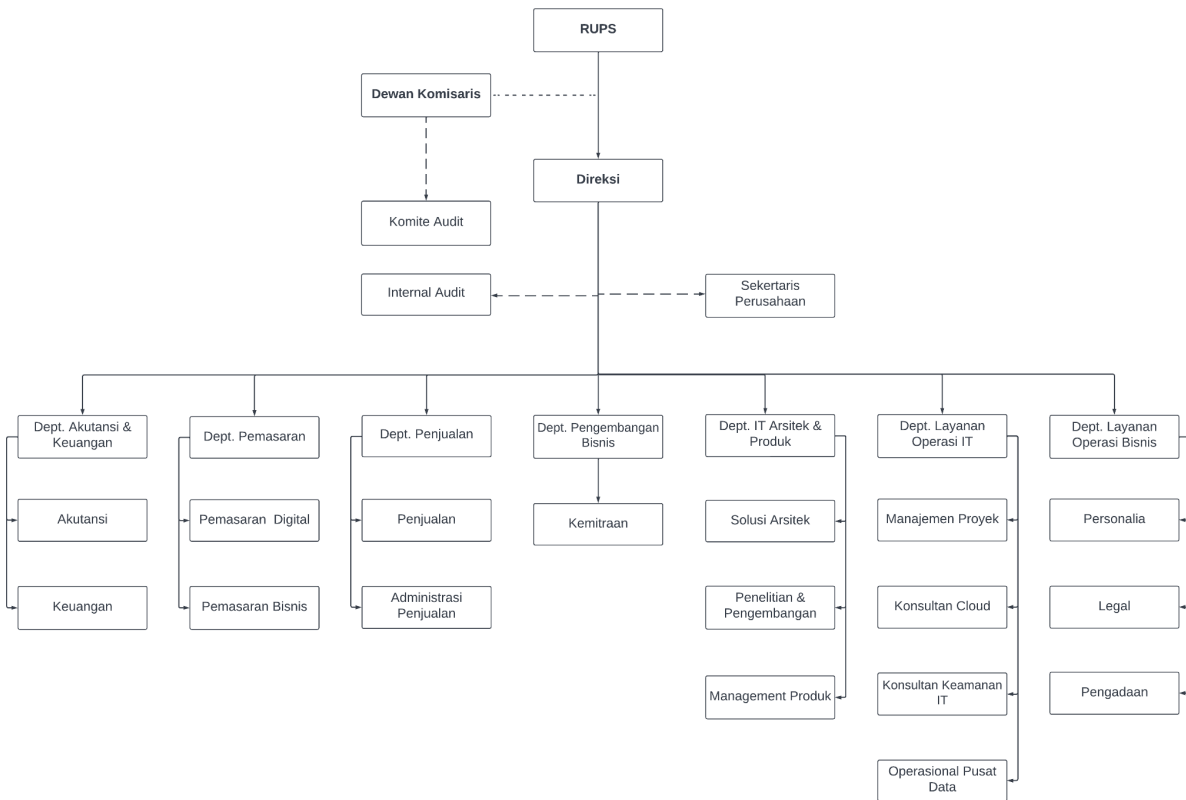 RUPS
Dewan Komisaris
Direksi
Komite Audit
Internal Audit
Sekertaris
Perusahaan
Dept. Akutansi &
Keuangan
Dept. Pemasaran
Dept. Penjualan
Dept. Pengembangan
Bisnis
Dept. IT Arsitek &
Produk
Dept. Layanan
Operasi IT
Dept. Layanan
Operasi Bisnis
Akutansi
Pemasaran  Digital
Penjualan
Kemitraan
Solusi Arsitek
Manajemen Proyek
Personalia
Keuangan
Pemasaran Bisnis
Administrasi
Penjualan
Penelitian &
Pengembangan
Konsultan Cloud
Legal
Management Produk
Konsultan Keamanan
IT
Pengadaan
Operasional Pusat
Data